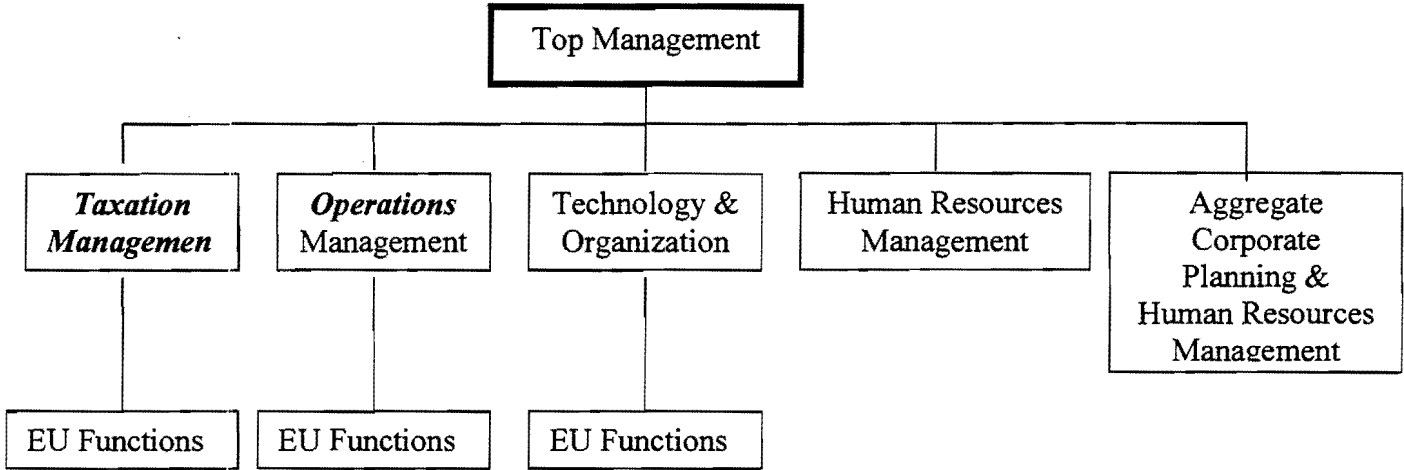 Top Management
Taxation
Managemen
Operations
Management
Technology &
Organization
Human Resources
Management
Aggregate
Corporate
Planning &
Human Resources
Management
EU Functions
EU Functions
EU Functions